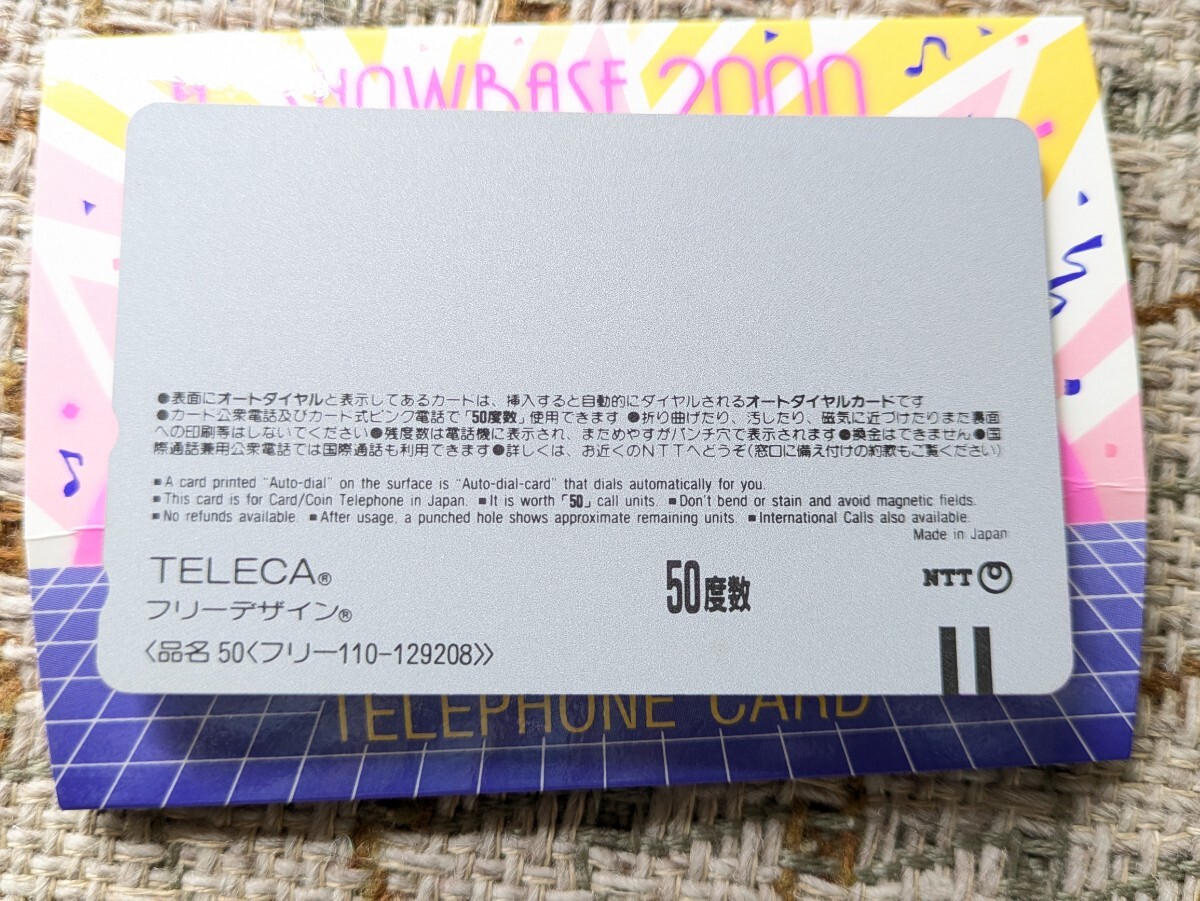 SHOWBASE 2000
●表面にオートダイヤルと表示してあるカードは、挿入すると自動的にダイヤルされるオートダイヤルカードです
●カード公衆電話及びカード式ピンク電話で「50度数」使用できます ●折り曲げたり、汚したり、磁気に近づけたりまた裏面
への印刷等はしないでください●残度数は電話機に表示され、まためやすがパンチ穴で表示されます●換金はできません●国
際通話兼用公衆電話では国際通話も利用できます●詳しくは、お近くのNTTへどうぞ(窓口に備え付けの約款もご覧ください)
■A card printed "Auto-dial" on the surface is "Auto-dial-card" that dials automatically for you.
■This card is for Card/Coin Telephone in Japan. ■It is worth「50」call units. ■Don't bend or stain and avoid magnetic fields.
■No refunds available. ■After usage, a punched hole shows approximate remaining units. ■International Calls also available.
Made in Japan
TELECA®
フリーデザイン®
50度数
NTT
〈品名 50〈フリー110-129208〉〉
TELEPHONE CARD